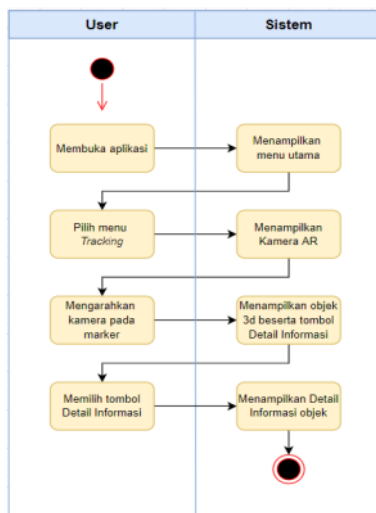 User
Sistem
Membuka aplikasi
Menampilkan
menu utama
Pilih menu
Tracking
Menampilkan
Kamera AR
Mengarahkan
kamera pada
marker
Menampilkan objek
3d beserta tombol
Detail Informasi
Memilih tombol
Detail Informasi
Menampilkan Detail
Informasi objek